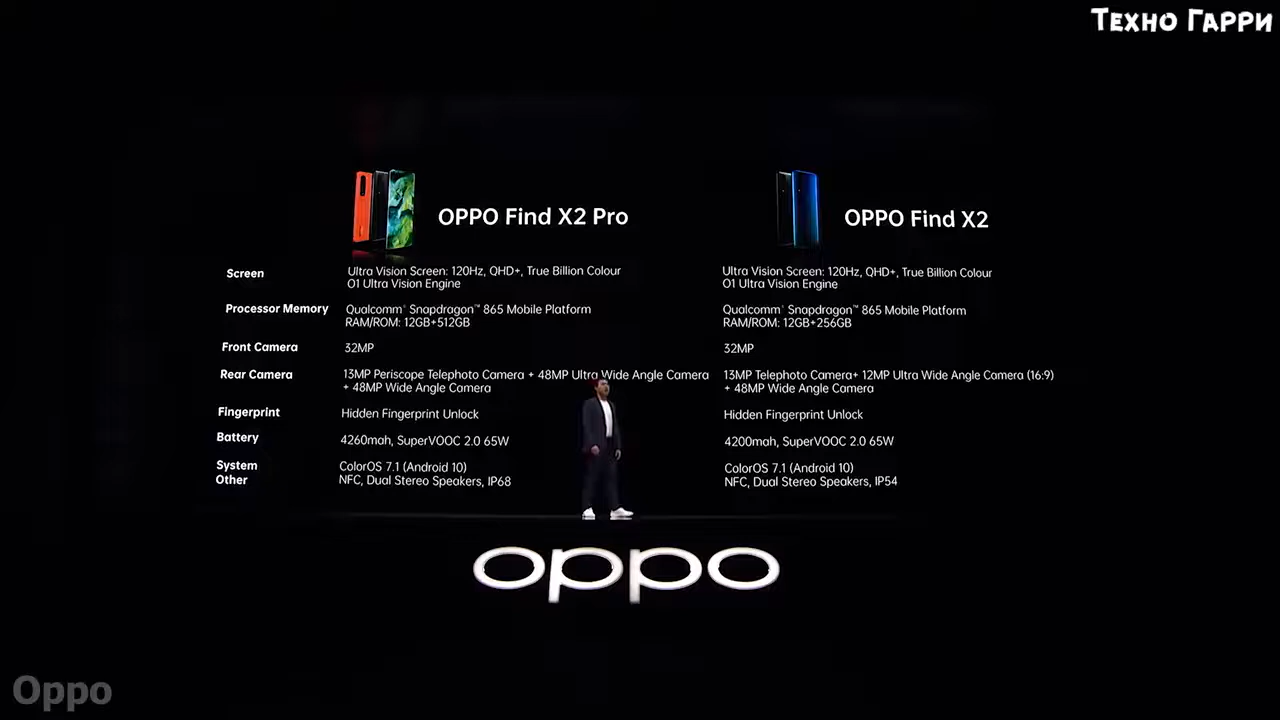 Техно Гарри
OPPO Find X2 Pro
OPPO Find X2
Screen
Ultra Vision Screen: 120Hz, QHD+, True Billion Colour
O1 Ultra Vision Engine
Ultra Vision Screen: 120Hz, QHD+, True Billion Colour
O1 Ultra Vision Engine
Processor Memory
Qualcomm® Snapdragon™ 865 Mobile Platform
RAM/ROM: 12GB+512GB
Qualcomm® Snapdragon™ 865 Mobile Platform
RAM/ROM: 12GB+256GB
Front Camera
32MP
32MP
Rear Camera
13MP Periscope Telephoto Camera + 48MP Ultra Wide Angle Camera
+ 48MP Wide Angle Camera
13MP Telephoto Camera+ 12MP Ultra Wide Angle Camera (16:9)
+ 48MP Wide Angle Camera
Fingerprint
Hidden Fingerprint Unlock
Hidden Fingerprint Unlock
Battery
4260mah, SuperVOOC 2.0 65W
4200mah, SuperVOOC 2.0 65W
System
ColorOS 7.1 (Android 10)
ColorOS 7.1 (Android 10)
Other
NFC, Dual Stereo Speakers, IP68
NFC, Dual Stereo Speakers, IP54
oppo
Oppo